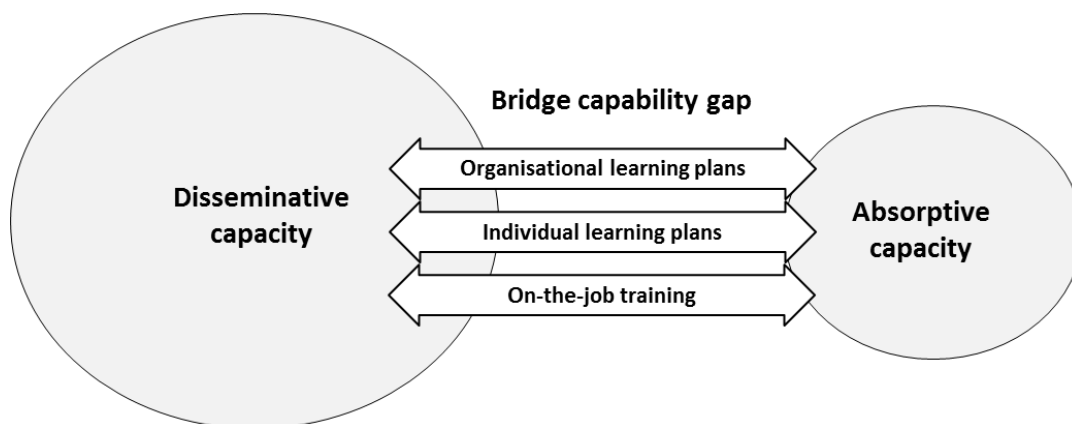 Bridge capability gap
Organisational learning plans
Disseminative
capacity
Individual learning plans
Absorptive
capacity
On-the-job training